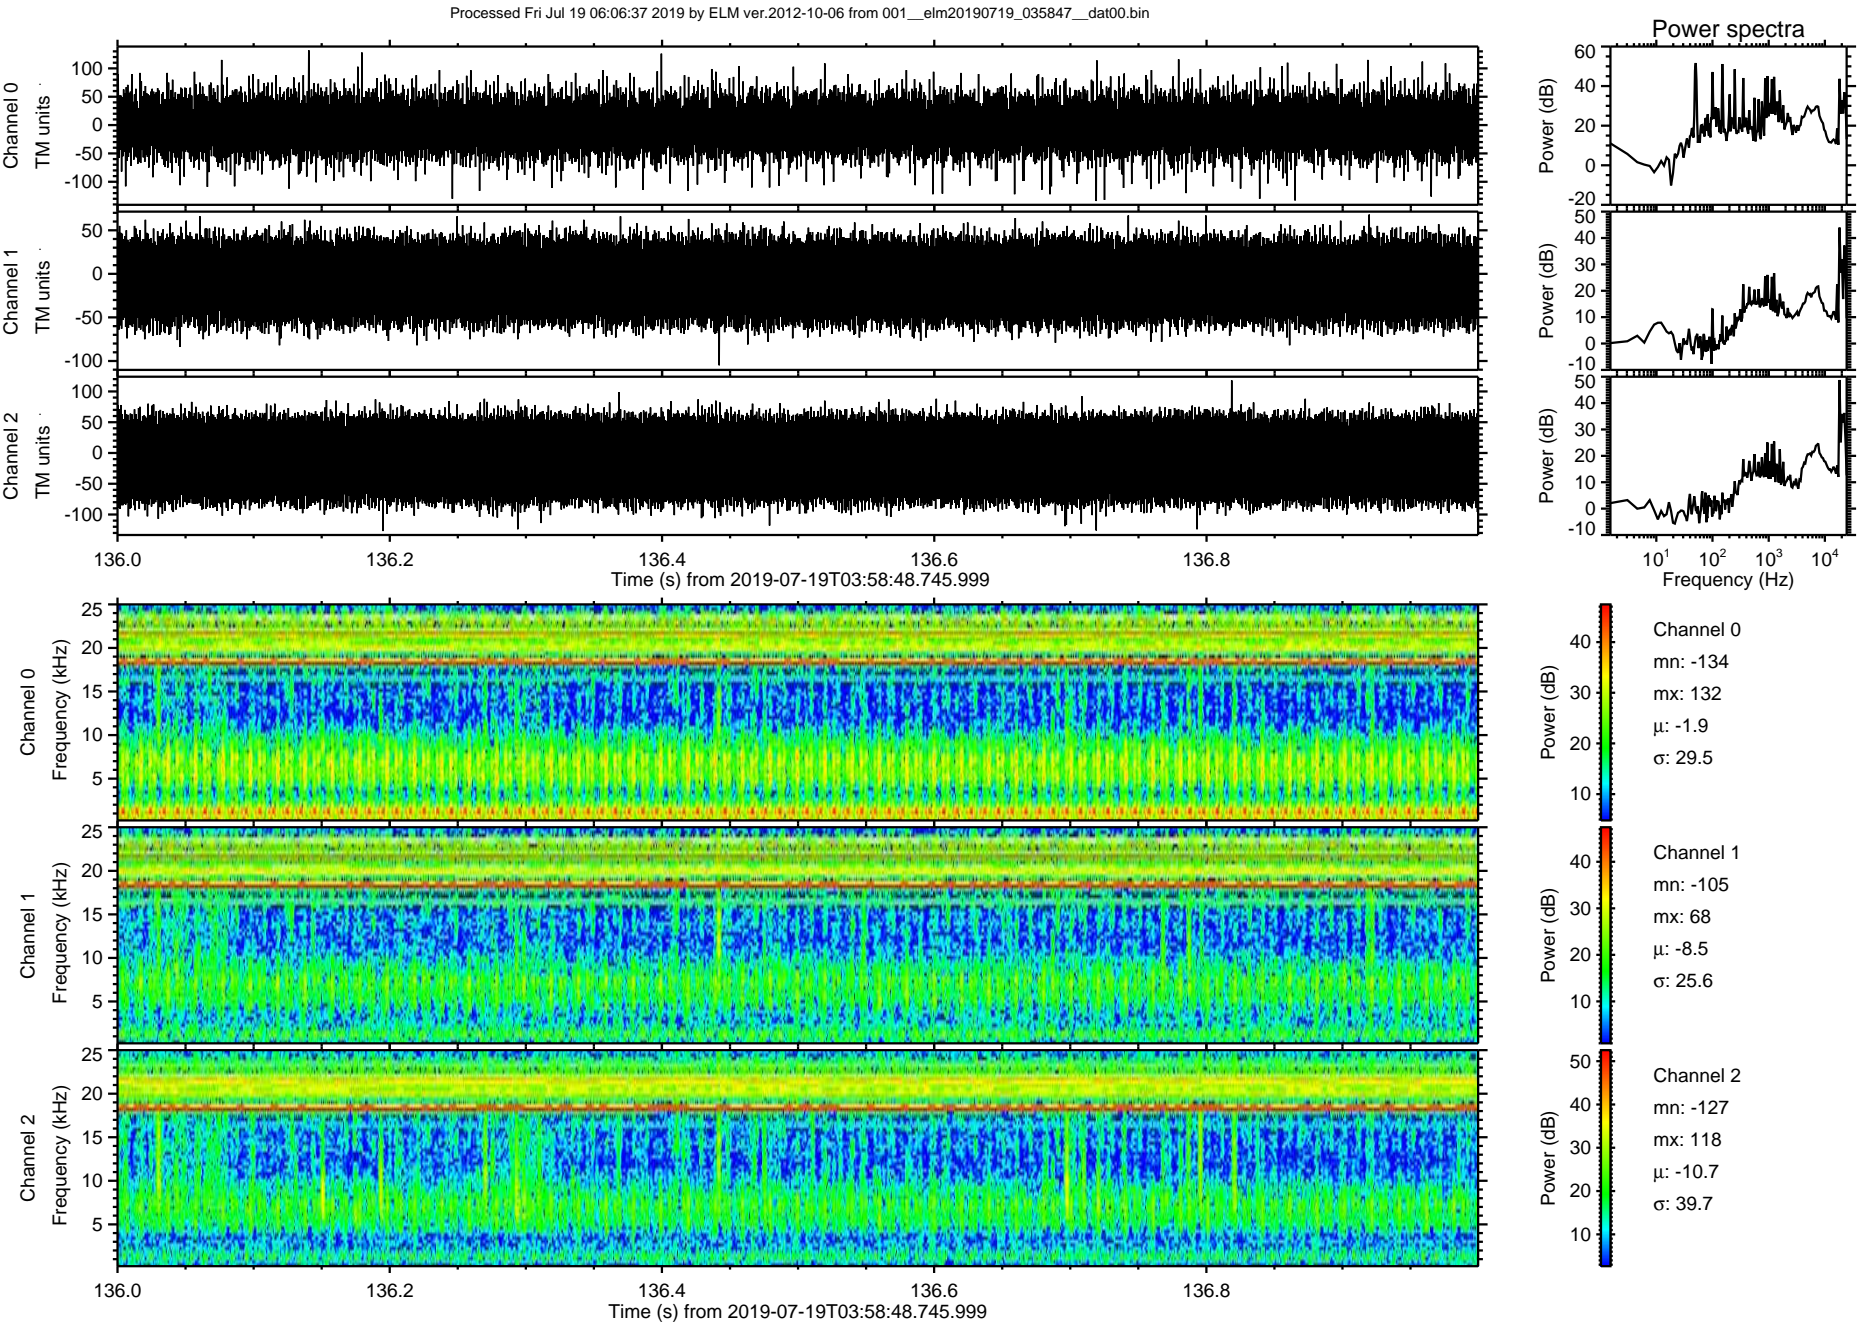 Processed Fri Jul 19 06:06:37 2019 by ELM ver.2012-10-06 from 001__elm20190719_035847__dat00.bin
Power spectra
Channel 0
TM units
100
50
0
-50
-100
Power (dB)
60
40
20
0
-20
Channel 1
TM units
50
0
-50
-100
Power (dB)
50
40
30
20
10
0
-10
Channel 2
TM units
100
50
0
-50
-100
Power (dB)
50
40
30
20
10
0
-10
136.0 136.2 136.4 136.6 136.8
Time (s) from 2019-07-19T03:58:48.745.999
10¹ 10² 10³ 10⁴
Frequency (Hz)
Channel 0
Frequency (kHz)
25
20
15
10
5
Power (dB)
40
30
20
10
Channel 0
mn: -134
mx: 132
μ: -1.9
σ: 29.5
Channel 1
Frequency (kHz)
25
20
15
10
5
Power (dB)
40
30
20
10
Channel 1
mn: -105
mx: 68
μ: -8.5
σ: 25.6
Channel 2
Frequency (kHz)
25
20
15
10
5
Power (dB)
50
40
30
20
10
Channel 2
mn: -127
mx: 118
μ: -10.7
σ: 39.7
136.0 136.2 136.4 136.6 136.8
Time (s) from 2019-07-19T03:58:48.745.999